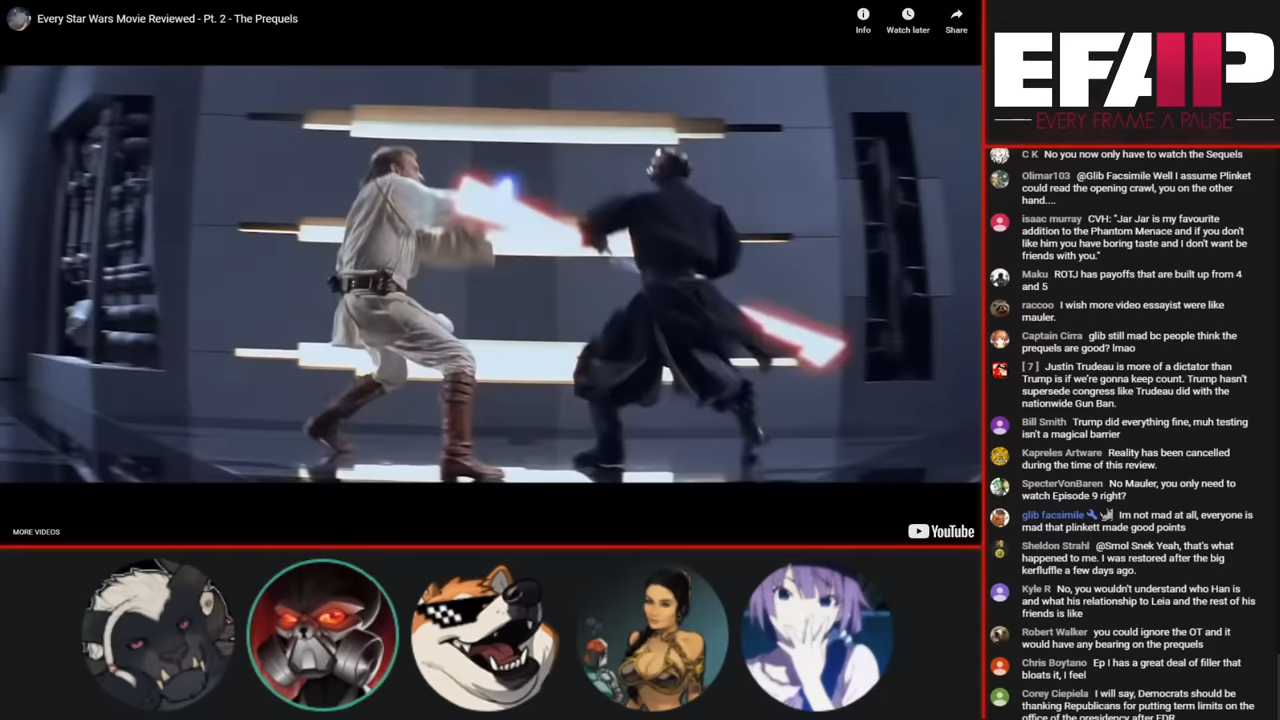 Every Star Wars Movie Reviewed - Pt. 2 - The Prequels
Info
Watch later
Share
MORE VIDEOS
YouTube
EFAP
EVERY FRAME A PAUSE
C K No you now only have to watch the Sequels
Olimar103 @Glib Facsimile Well I assume Plinket
could read the opening crawl, you on the other
hand....
isaac murray CVH: "Jar Jar is my favourite
addition to the Phantom Menace and if you don't
like him you have boring taste and I don't want be
friends with you."
Maku ROTJ has payoffs that are built up from 4
and 5
raccoo I wish more video essayist were like
mauler.
Captain Cirra glib still mad bc people think the
prequels are good? lmao
[ 7 ] Justin Trudeau is more of a dictator than
Trump is if we're gonna keep count. Trump hasn't
supersede congress like Trudeau did with the
nationwide Gun Ban.
Bill Smith Trump did everything fine, muh testing
isn't a magical barrier
Kapreles Artware Reality has been cancelled
during the time of this review.
SpecterVonBaren No Mauler, you only need to
watch Episode 9 right?
glib facsimile Im not mad at all, everyone is
mad that plinkett made good points
Sheldon Strahl @Smol Snek Yeah, that's what
happened to me. I was restored after the big
kerfluffle a few days ago.
Kyle R No, you wouldn't understand who Han is
and what his relationship to Leia and the rest of his
friends is like
Robert Walker you could ignore the OT and it
would have any bearing on the prequels
Chris Boytano Ep I has a great deal of filler that
bloats it, I feel
Corey Ciepiela I will say, Democrats should be
thanking Republicans for putting term limits on the
office of the presidency after FDR